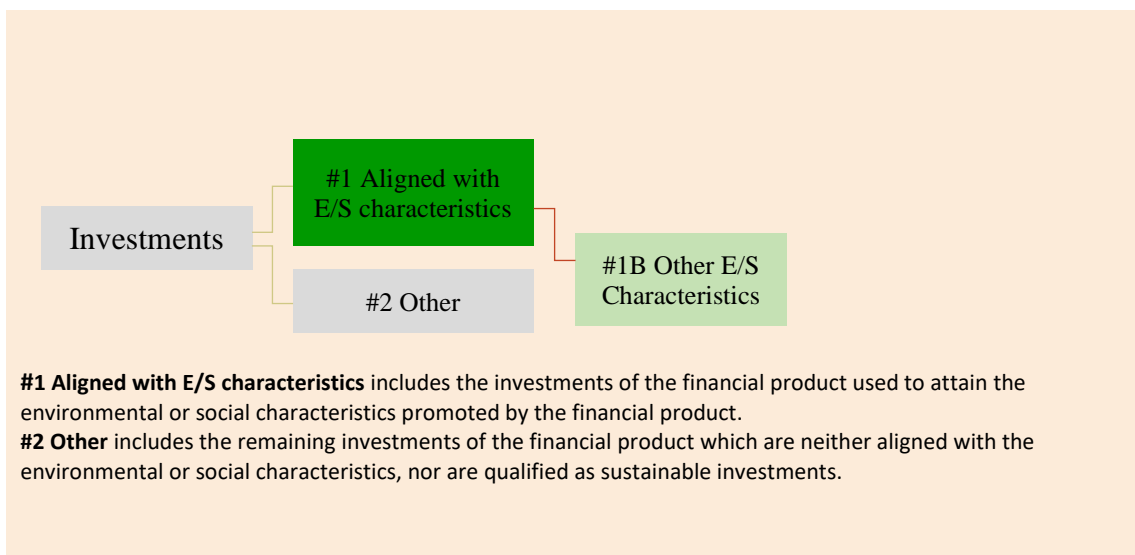 #1 Aligned with
E/S characteristics
Investments
#1B Other E/S
Characteristics
#2 Other
#1 Aligned with E/S characteristics includes the investments of the financial product used to attain the
environmental or social characteristics promoted by the financial product.
#2 Other includes the remaining investments of the financial product which are neither aligned with the
environmental or social characteristics, nor are qualified as sustainable investments.